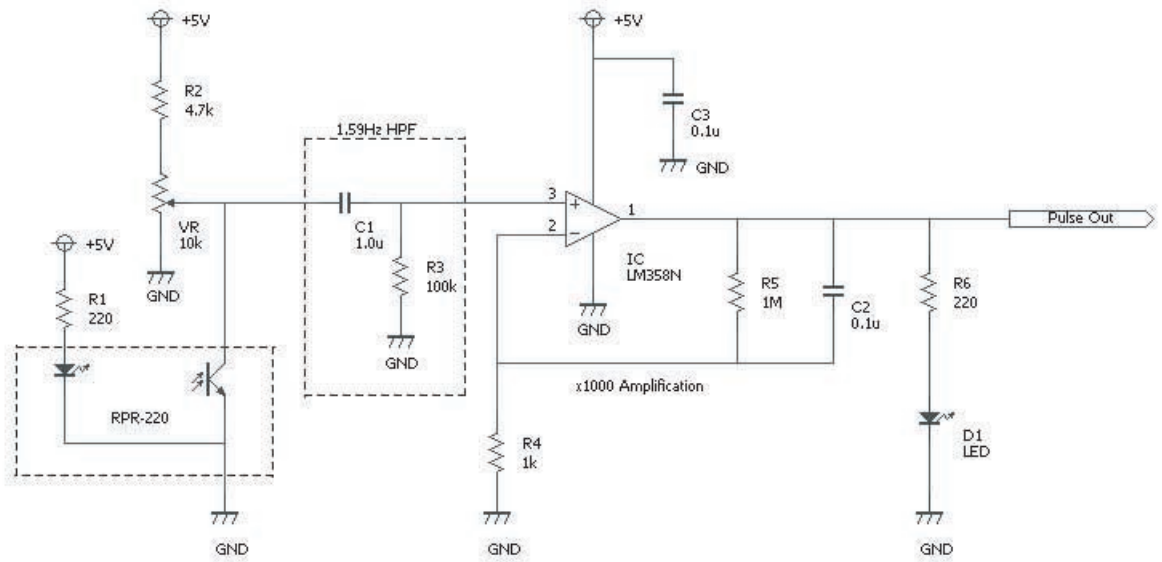 +5V
+5V
R2
4.7k
C3
0.1u
1.59Hz HPF
GND
3
+
1
Pulse Out
2
−
VR
10k
C1
1.0u
+5V
IC
LM358N
R3
100k
R5
1M
R6
220
GND
R1
220
C2
0.1u
GND
GND
x1000 Amplification
RPR-220
R4
1k
D1
LED
GND
GND
GND